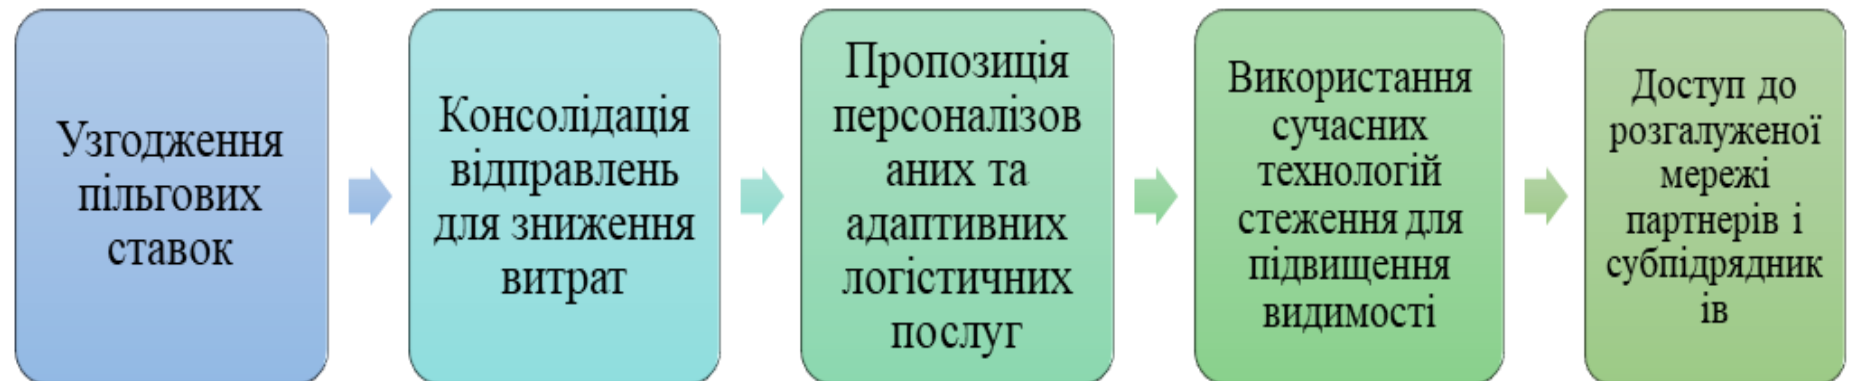 Узгодження
пільгових
ставок
Консолідація
відправлень
для зниження
витрат
Пропозиція
персоналізов
аних та
адаптивних
логістичних
послуг
Використання
сучасних
технологій
стеження для
підвищення
видимості
Доступ до
розгалуженої
мережі
партнерів і
субпідрядник
ів